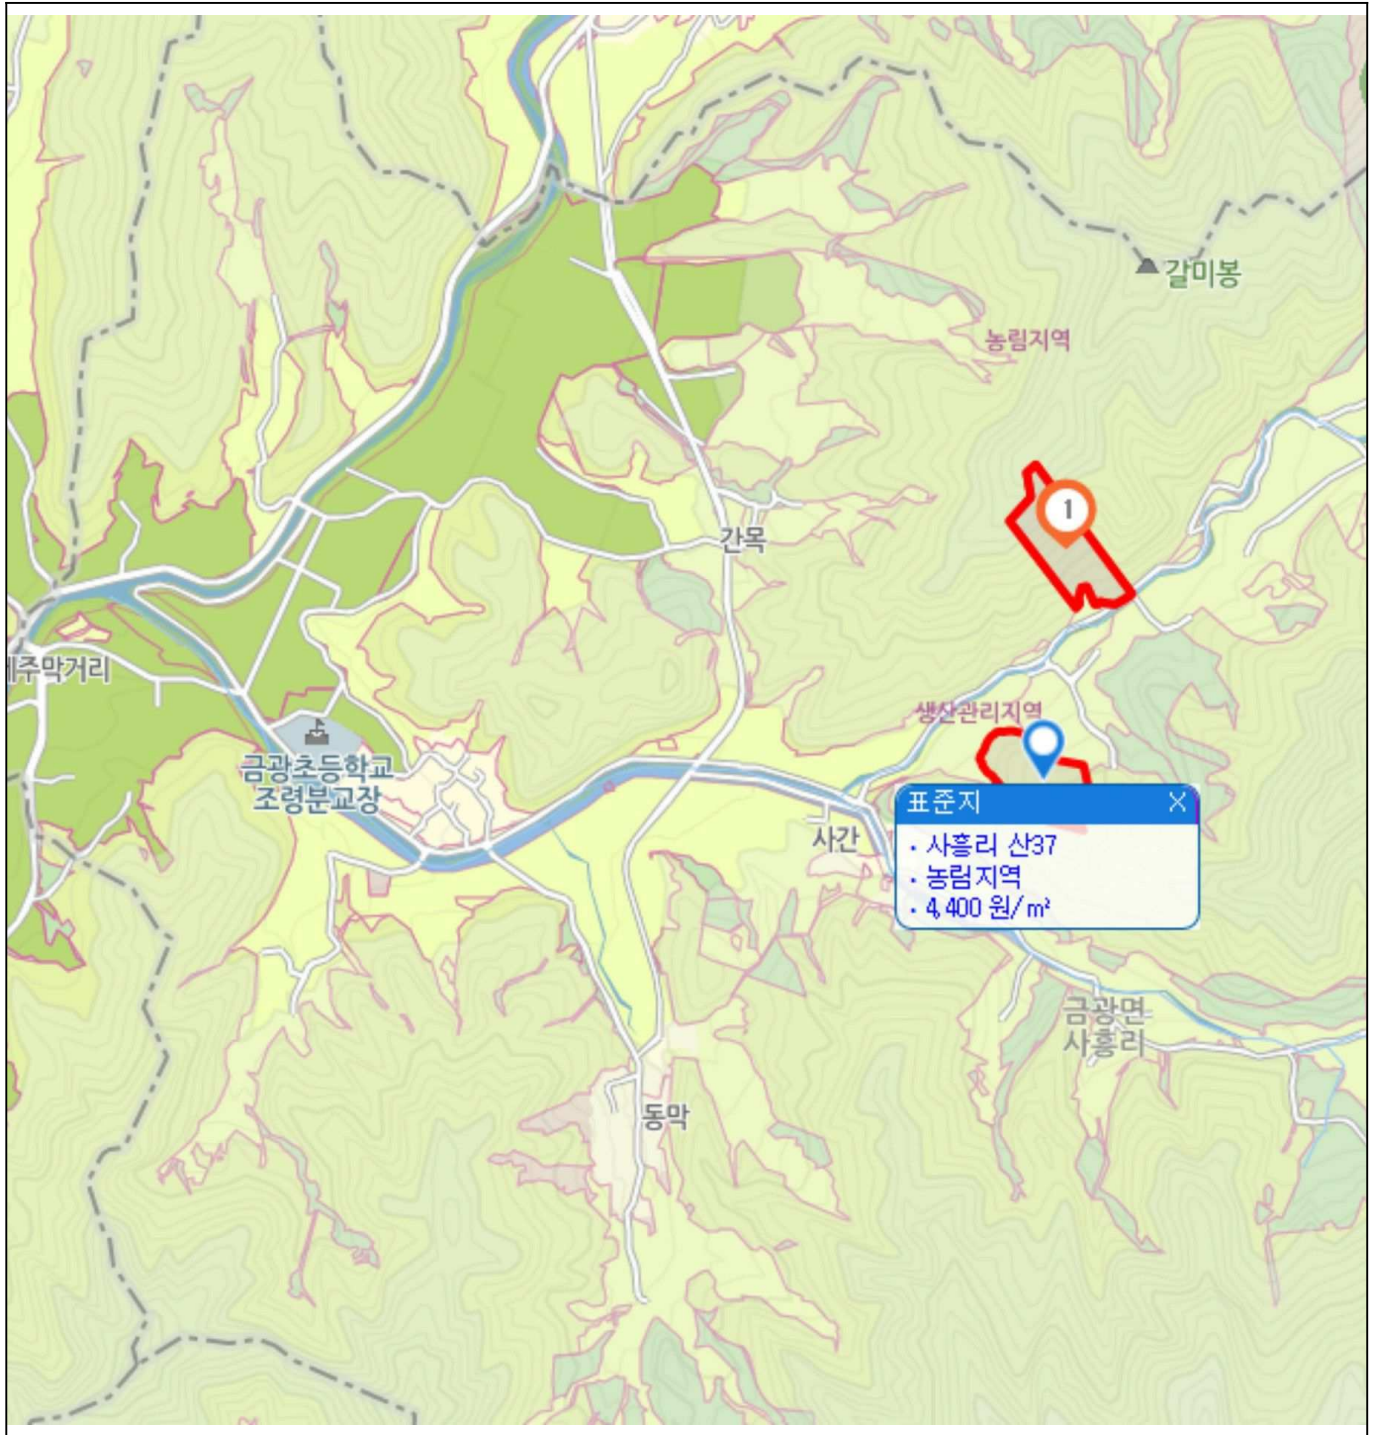 갈미봉
농림지역
1
간목
주막거리
생산관리지역
금광초등학교
조령분교장
표준지 X
· 사흥리 산37
· 농림지역
· 4,400 원/㎡
사간
금광면
사흥리
동막